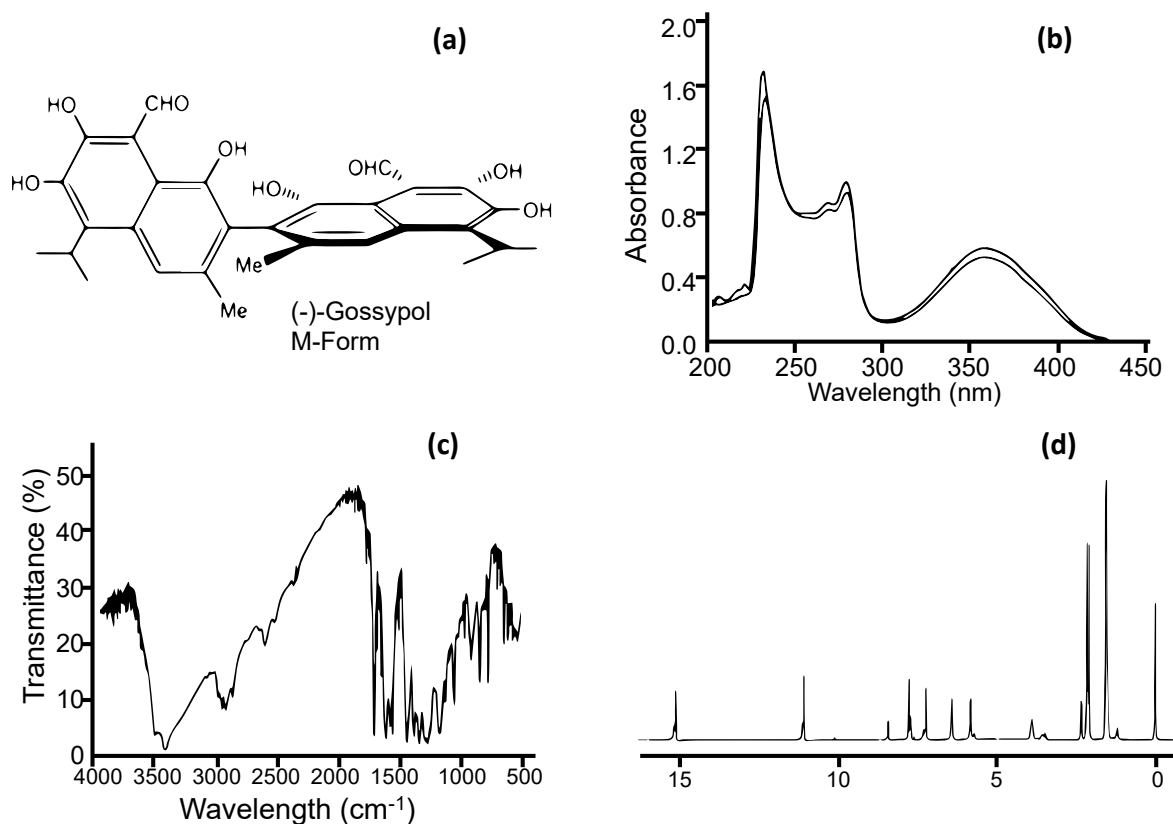 (a)
HO
CHO
OH
HO
HO
OHC
OH
OH
Me
Me
(-)-Gossypol
M-Form
(b)
2.0
1.6
1.2
0.8
0.4
0.0
Absorbance
200 250 300 350 400 450
Wavelength (nm)
(c)
50
40
30
20
10
0
Transmittance (%)
4000 3500 3000 2500 2000 1500 1000 500
Wavelength (cm-1)
(d)
15 10 5 0